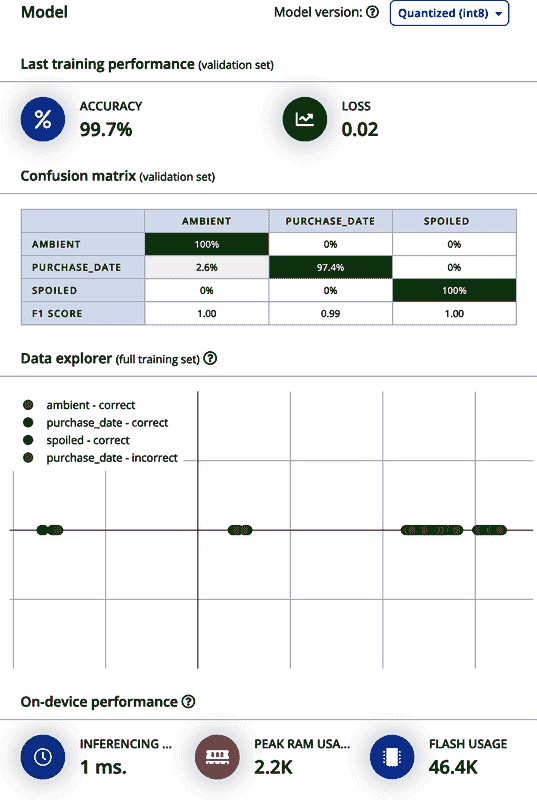 Model
Model version: Quantized (int8)
Last training performance (validation set)
ACCURACY
99.7%
LOSS
0.02
Confusion matrix (validation set)
AMBIENT PURCHASE_DATE SPOILED
AMBIENT 100% 0% 0%
PURCHASE_DATE 2.6% 97.4% 0%
SPOILED 0% 0% 100%
F1 SCORE 1.00 0.99 1.00
Data explorer (full training set) ?
ambient - correct
purchase_date - correct
spoiled - correct
purchase_date - incorrect
On-device performance ?
INFERENCING ...
1 ms.
PEAK RAM USA...
2.2K
FLASH USAGE
46.4K